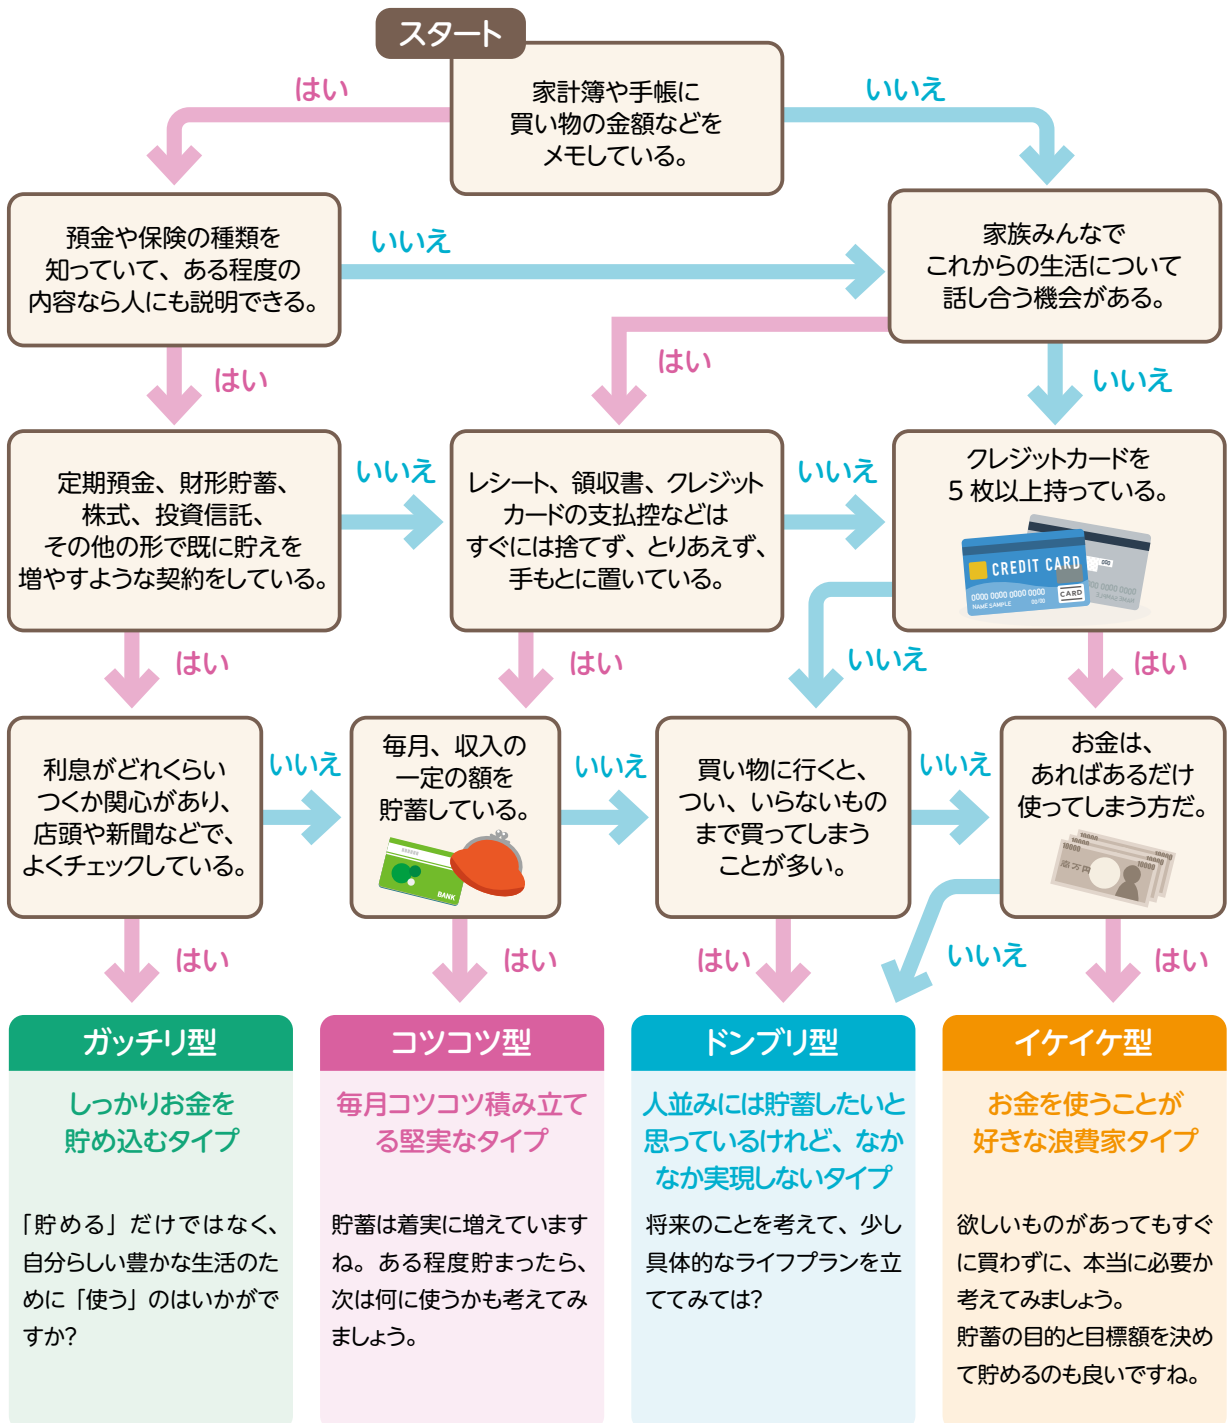 スタート
家計簿や手帳に
買い物の金額などを
メモしている。
はい
いいえ
預金や保険の種類を
知っていて、ある程度の
内容なら人にも説明できる。
いいえ
家族みんなで
これからの生活について
話し合う機会がある。
はい
はい
いいえ
定期預金、財形貯蓄、
株式、投資信託、
その他の形で既に貯えを
増やすような契約をしている。
いいえ
レシート、領収書、クレジット
カードの支払控などは
すぐには捨てず、とりあえず、
手もとに置いている。
いいえ
クレジットカードを
5 枚以上持っている。
CREDIT CARD
0000 0000 0000 0000
NAME SAMPLE 00/00
CARD
はい
はい
いいえ
はい
利息がどれくらい
つくか関心があり、
店頭や新聞などで、
よくチェックしている。
いいえ
毎月、収入の
一定の額を
貯蓄している。
BANK
いいえ
買い物に行くと、
つい、いらないもの
まで買ってしまう
ことが多い。
いいえ
お金は、
あればあるだけ
使ってしまう方だ。
10000
10000
10000
10000
10000
10000
壱万円
はい
はい
はい
いいえ
はい
ガッチリ型
しっかりお金を
貯め込むタイプ
「貯める」だけではなく、
自分らしい豊かな生活のた
めに「使う」のはいかがで
すか?
コツコツ型
毎月コツコツ積み立て
る堅実なタイプ
貯蓄は着実に増えています
ね。ある程度貯まったら、
次は何に使うかも考えてみ
ましょう。
ドンブリ型
人並みには貯蓄したいと
思っているけれど、なか
なか実現しないタイプ
将来のことを考えて、少し
具体的なライフプランを立
ててみては?
イケイケ型
お金を使うことが
好きな浪費家タイプ
欲しいものがあってもすぐ
に買わずに、本当に必要か
考えてみましょう。
貯蓄の目的と目標額を決め
て貯めるのも良いですね。